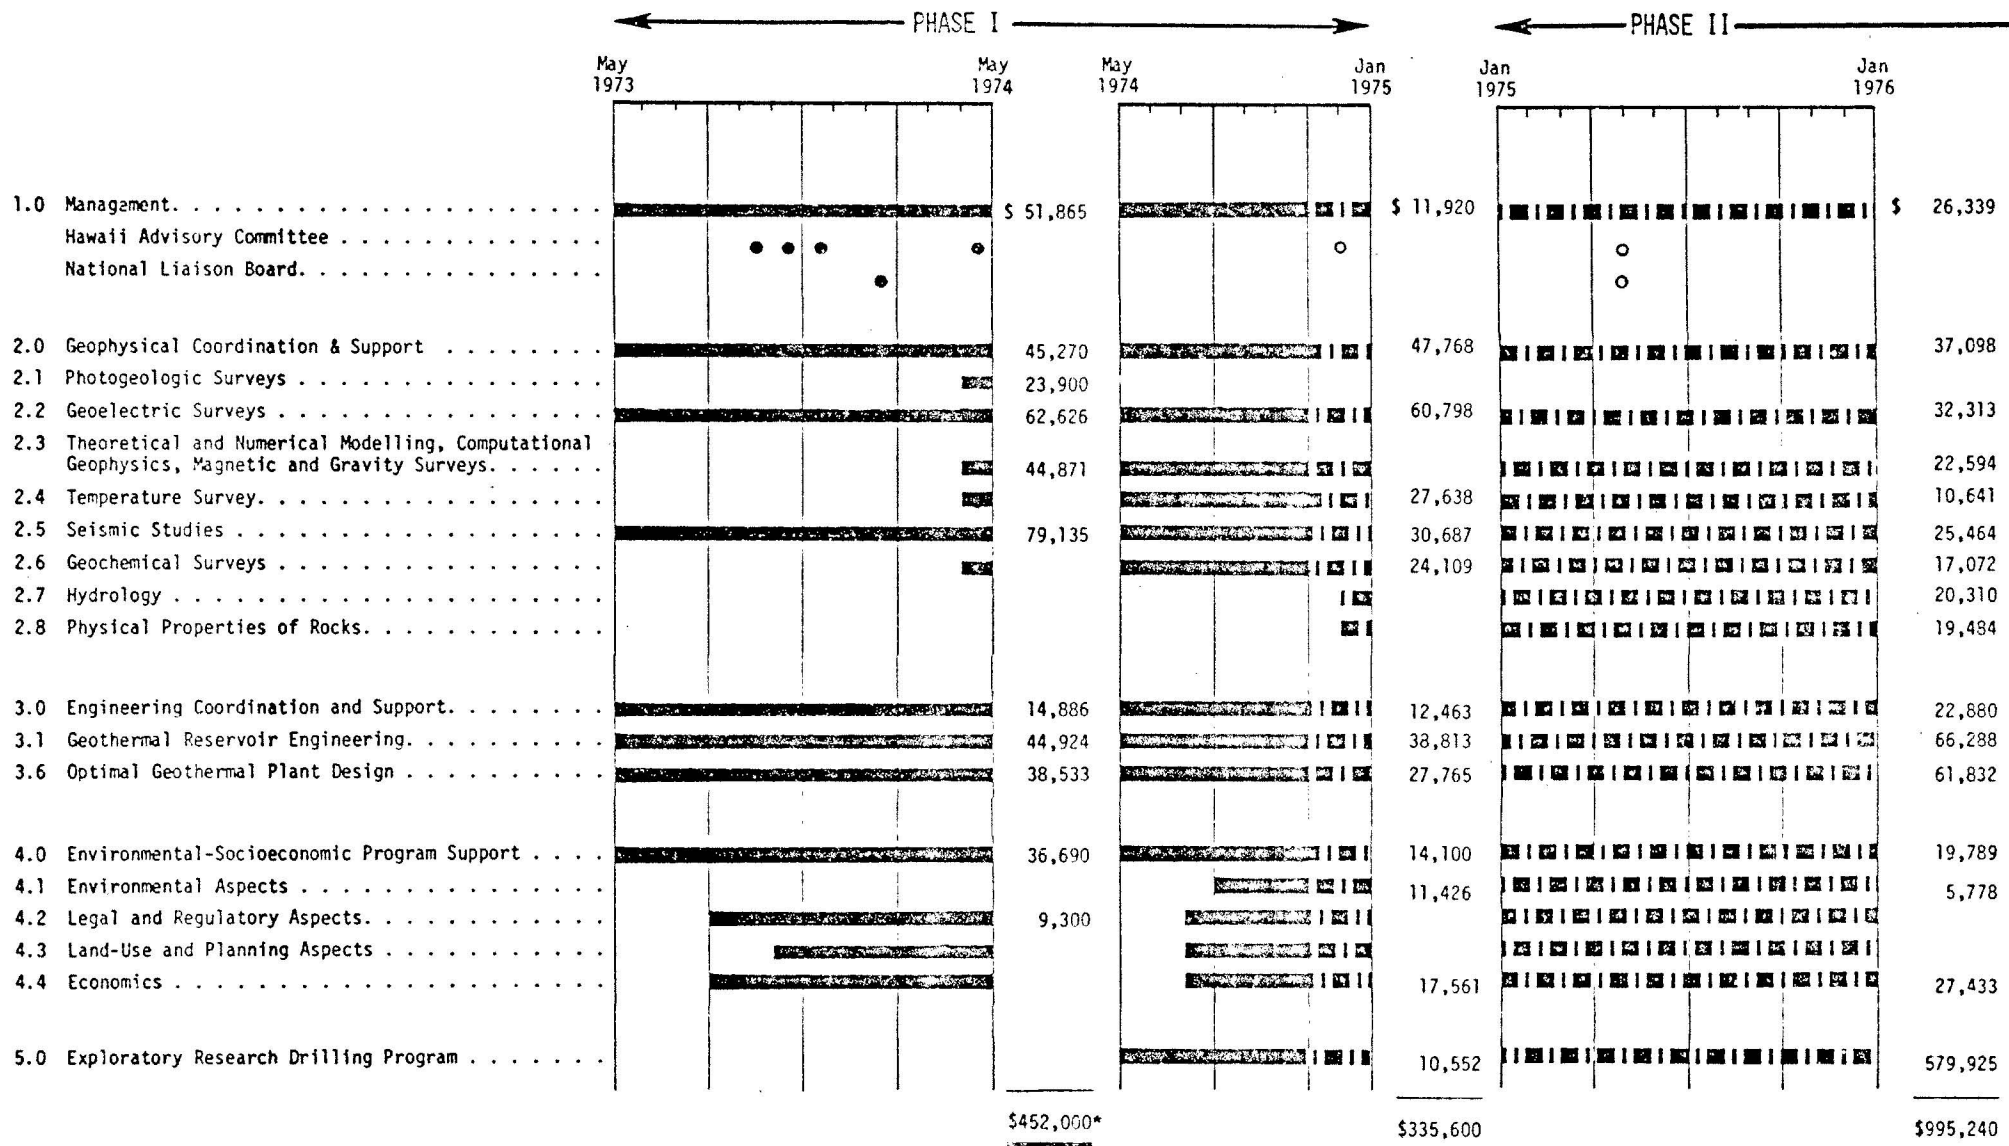 PHASE I PHASE II
May 1973 May 1974 May 1974 Jan 1975 Jan 1975 Jan 1976
1.0 Management. . . . . . . . . . . . . . . . . . . . . $ 51,865 $ 11,920 $ 26,339
Hawaii Advisory Committee . . . . . . . . . . . . .
National Liaison Board. . . . . . . . . . . . . . .
2.0 Geophysical Coordination & Support . . . . . . . . 45,270 47,768 37,098
2.1 Photogeologic Surveys . . . . . . . . . . . . . . . 23,900
2.2 Geoelectric Surveys . . . . . . . . . . . . . . . . 62,626 60,798 32,313
2.3 Theoretical and Numerical Modelling, Computational
Geophysics, Magnetic and Gravity Surveys. . . . . . 44,871 22,594
2.4 Temperature Survey. . . . . . . . . . . . . . . . . 27,638 10,641
2.5 Seismic Studies . . . . . . . . . . . . . . . . . . 79,135 30,687 25,464
2.6 Geochemical Surveys . . . . . . . . . . . . . . . . 24,109 17,072
2.7 Hydrology . . . . . . . . . . . . . . . . . . . . . 20,310
2.8 Physical Properties of Rocks. . . . . . . . . . . . 19,484
3.0 Engineering Coordination and Support. . . . . . . . 14,886 12,463 22,880
3.1 Geothermal Reservoir Engineering. . . . . . . . . . 44,924 38,813 66,288
3.6 Optimal Geothermal Plant Design . . . . . . . . . . 38,533 27,765 61,832
4.0 Environmental-Socioeconomic Program Support . . . . 36,690 14,100 19,789
4.1 Environmental Aspects . . . . . . . . . . . . . . . 11,426 5,778
4.2 Legal and Regulatory Aspects. . . . . . . . . . . . 9,300
4.3 Land-Use and Planning Aspects . . . . . . . . . . .
4.4 Economics . . . . . . . . . . . . . . . . . . . . . 17,561 27,433
5.0 Exploratory Research Drilling Program . . . . . . . 10,552 579,925
$452,000* $335,600 $995,240